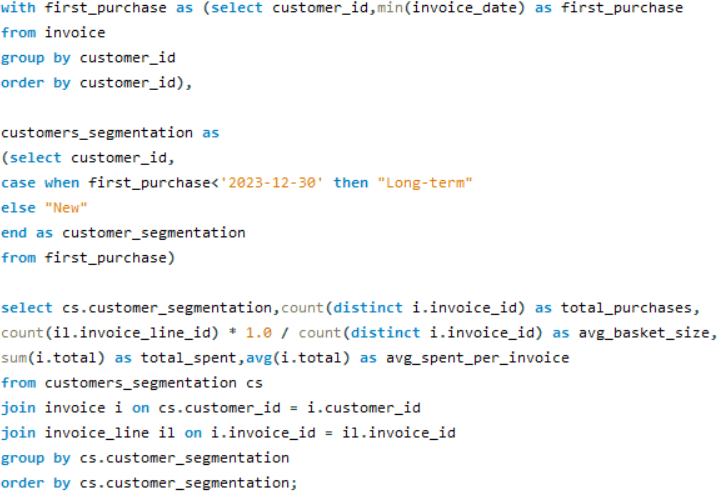 with first_purchase as (select customer_id,min(invoice_date) as first_purchase
from invoice
group by customer_id
order by customer_id),
customers_segmentation as
(select customer_id,
case when first_purchase<'2023-12-30' then "Long-term"
else "New"
end as customer_segmentation
from first_purchase)
select cs.customer_segmentation,count(distinct i.invoice_id) as total_purchases,
count(il.invoice_line_id) * 1.0 / count(distinct i.invoice_id) as avg_basket_size,
sum(i.total) as total_spent,avg(i.total) as avg_spent_per_invoice
from customers_segmentation cs
join invoice i on cs.customer_id = i.customer_id
join invoice_line il on i.invoice_id = il.invoice_id
group by cs.customer_segmentation
order by cs.customer_segmentation;